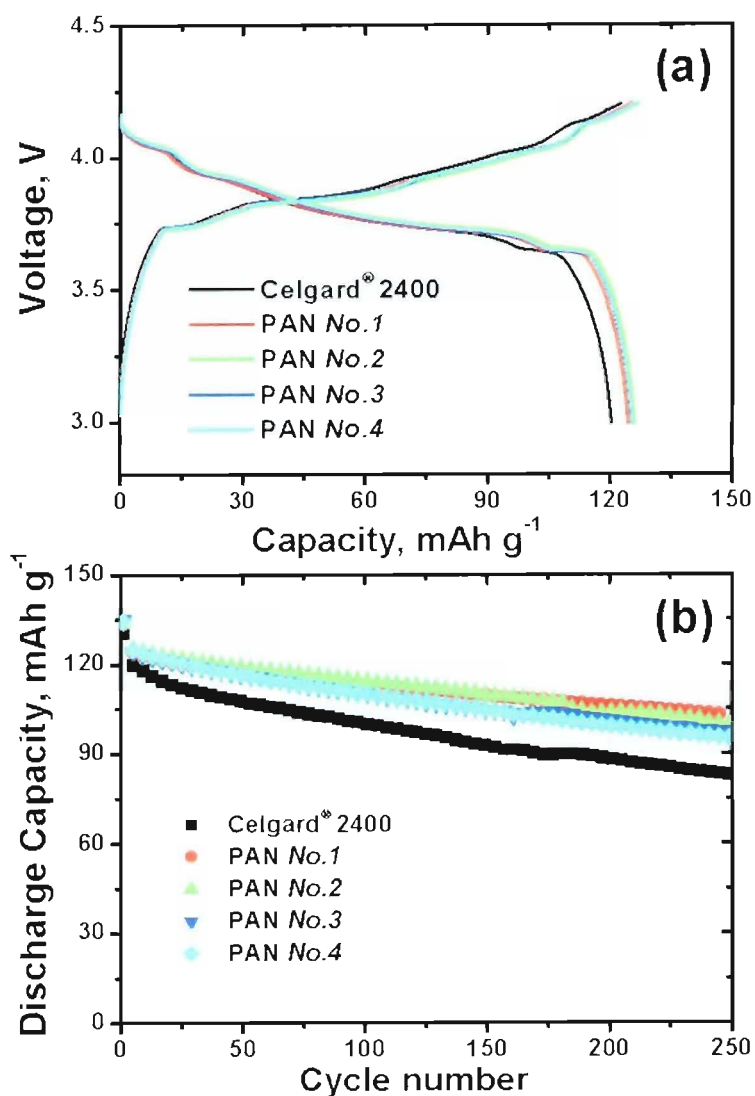 (a)
Voltage, V
4.5
4.0
3.5
3.0
Celgard® 2400
PAN No.1
PAN No.2
PAN No.3
PAN No.4
0 30 60 90 120 150
Capacity, mAh g⁻¹
(b)
Discharge Capacity, mAh g⁻¹
150
120
90
60
30
0
Celgard® 2400
PAN No.1
PAN No.2
PAN No.3
PAN No.4
0 50 100 150 200 250
Cycle number